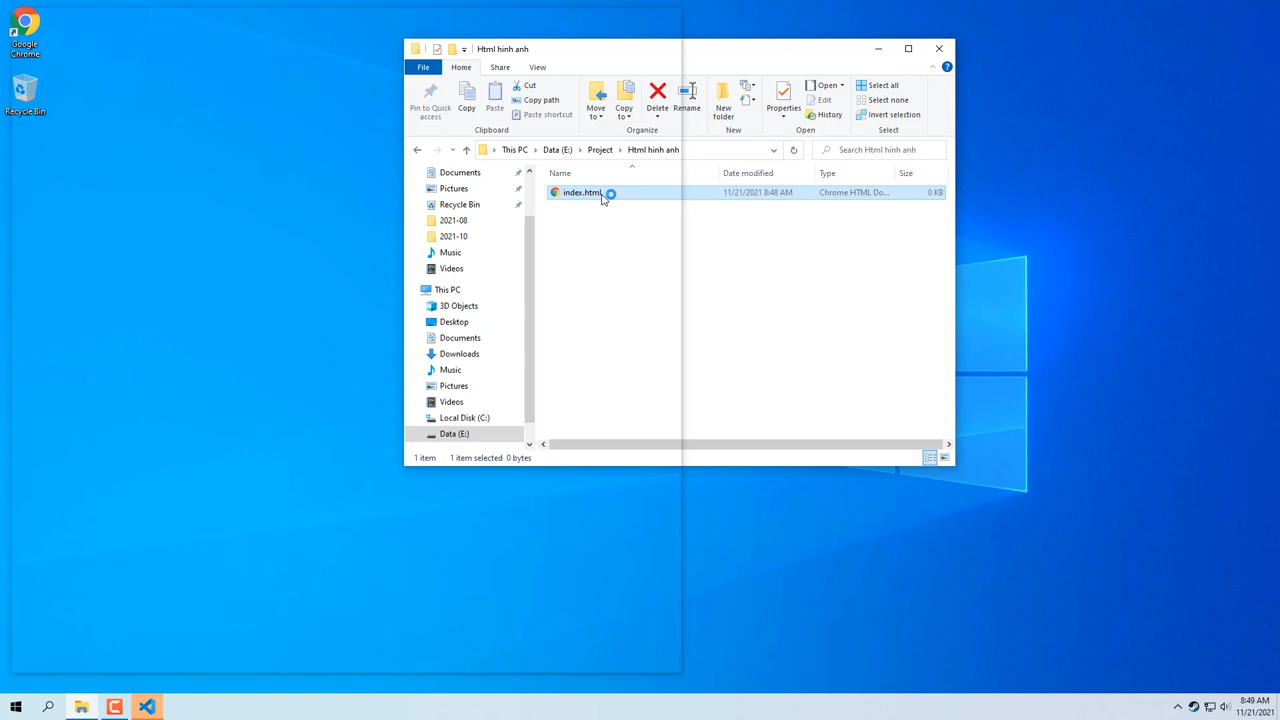 Google
Chrome
Recycle Bin
Html hinh anh
File
Home
Share
View
Pin to Quick
access
Copy
Paste
Cut
Copy path
Paste shortcut
Clipboard
Move
to
Copy
to
Delete
Rename
Organize
New
folder
New
Properties
Open
Edit
History
Open
Select all
Select none
Invert selection
Select
This PC
Data (E:)
Project
Html hinh anh
Search Html hinh anh
Name
Date modified
Type
Size
index.html
11/21/2021 8:48 AM
Chrome HTML Do...
0 KB
Documents
Pictures
Recycle Bin
2021-08
2021-10
Music
Videos
This PC
3D Objects
Desktop
Documents
Downloads
Music
Pictures
Videos
Local Disk (C:)
Data (E:)
1 item
1 item selected
0 bytes
8:49 AM
11/21/2021